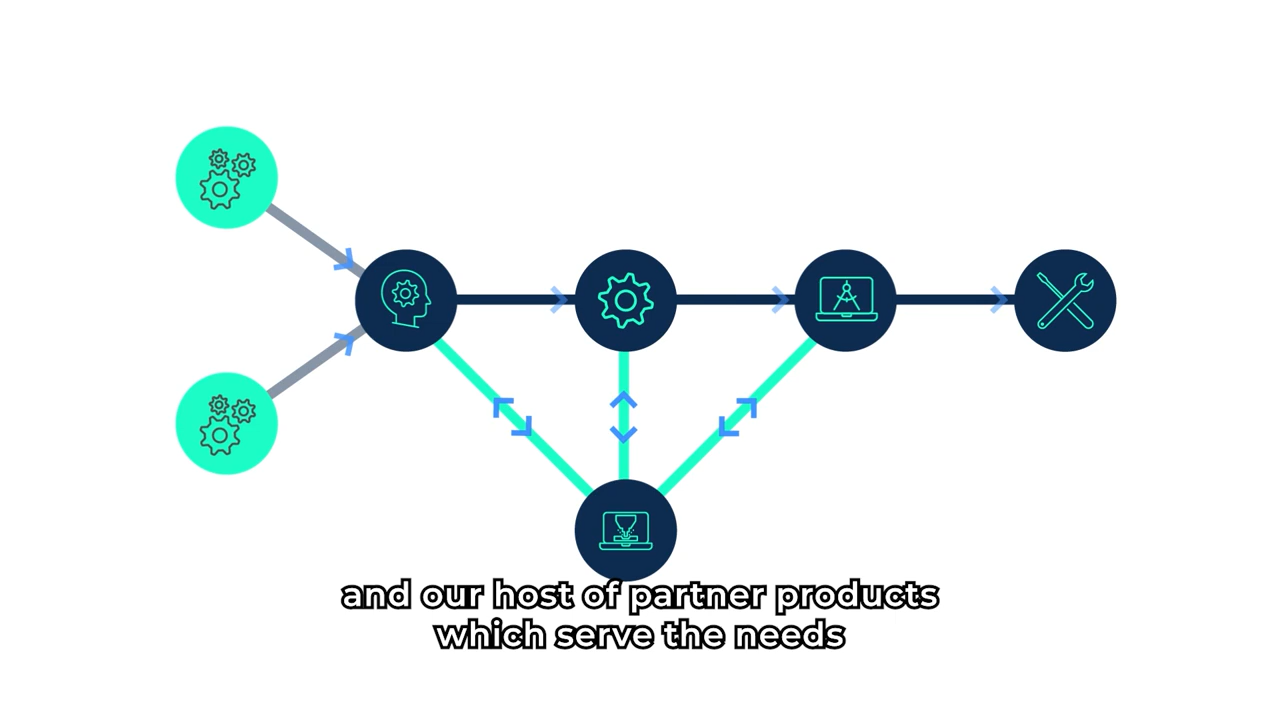 and our host of partner products
which serve the needs